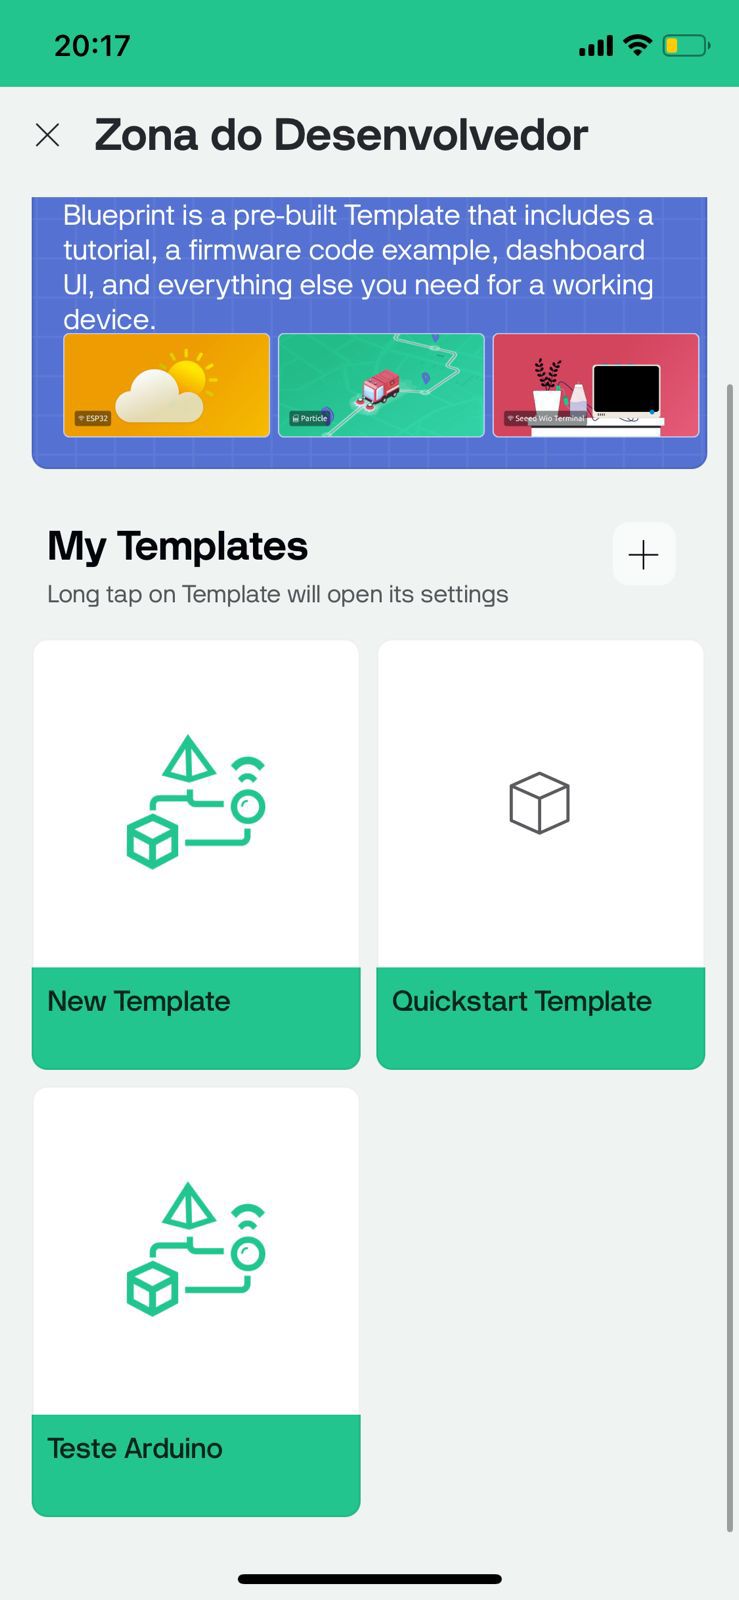 20:17
Zona do Desenvolvedor
Blueprint is a pre-built Template that includes a
tutorial, a firmware code example, dashboard
UI, and everything else you need for a working
device.
ESP32
Particle
Seeed Wio Terminal
My Templates
Long tap on Template will open its settings
New Template
Quickstart Template
Teste Arduino